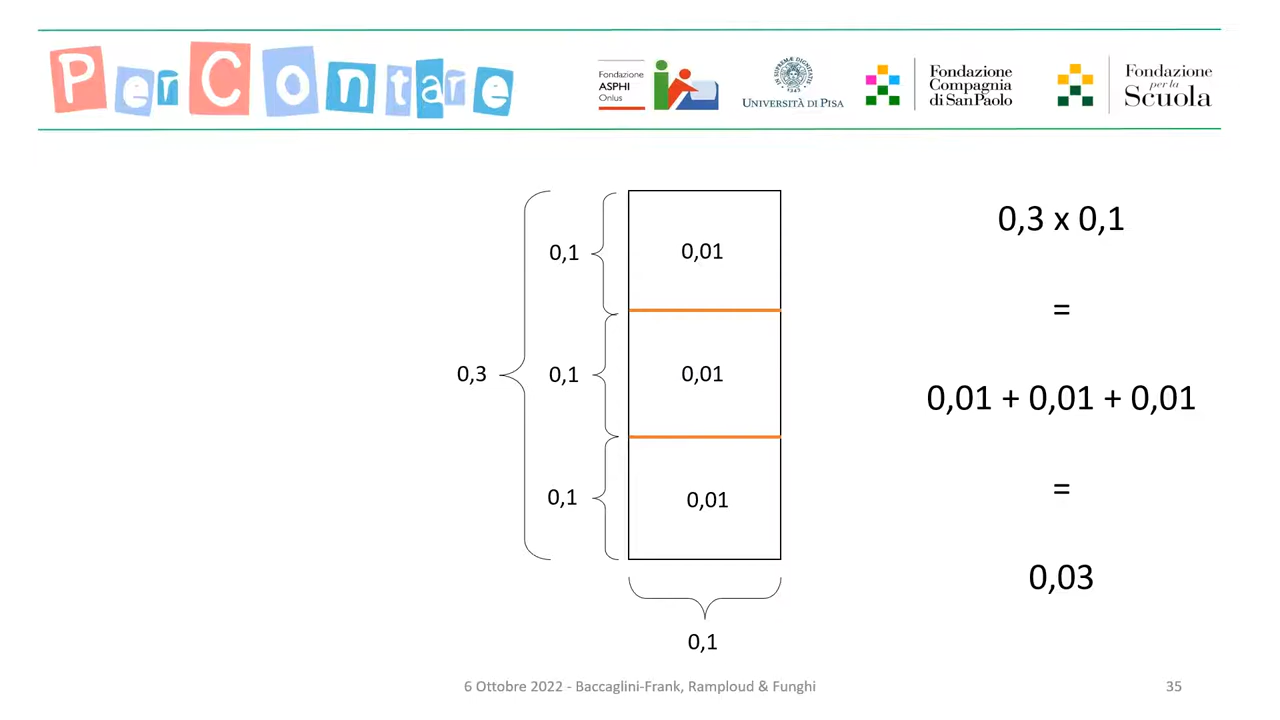 PerContare
Fondazione
ASPHI
Onlus
UNIVERSITÀ DI PISA
Fondazione
Compagnia
di San Paolo
Fondazione
per la
Scuola
0,3
0,1
0,01
0,1
0,01
0,1
0,01
0,1
0,3 x 0,1
=
0,01 + 0,01 + 0,01
=
0,03
6 Ottobre 2022 - Baccaglini-Frank, Ramploud & Funghi
35